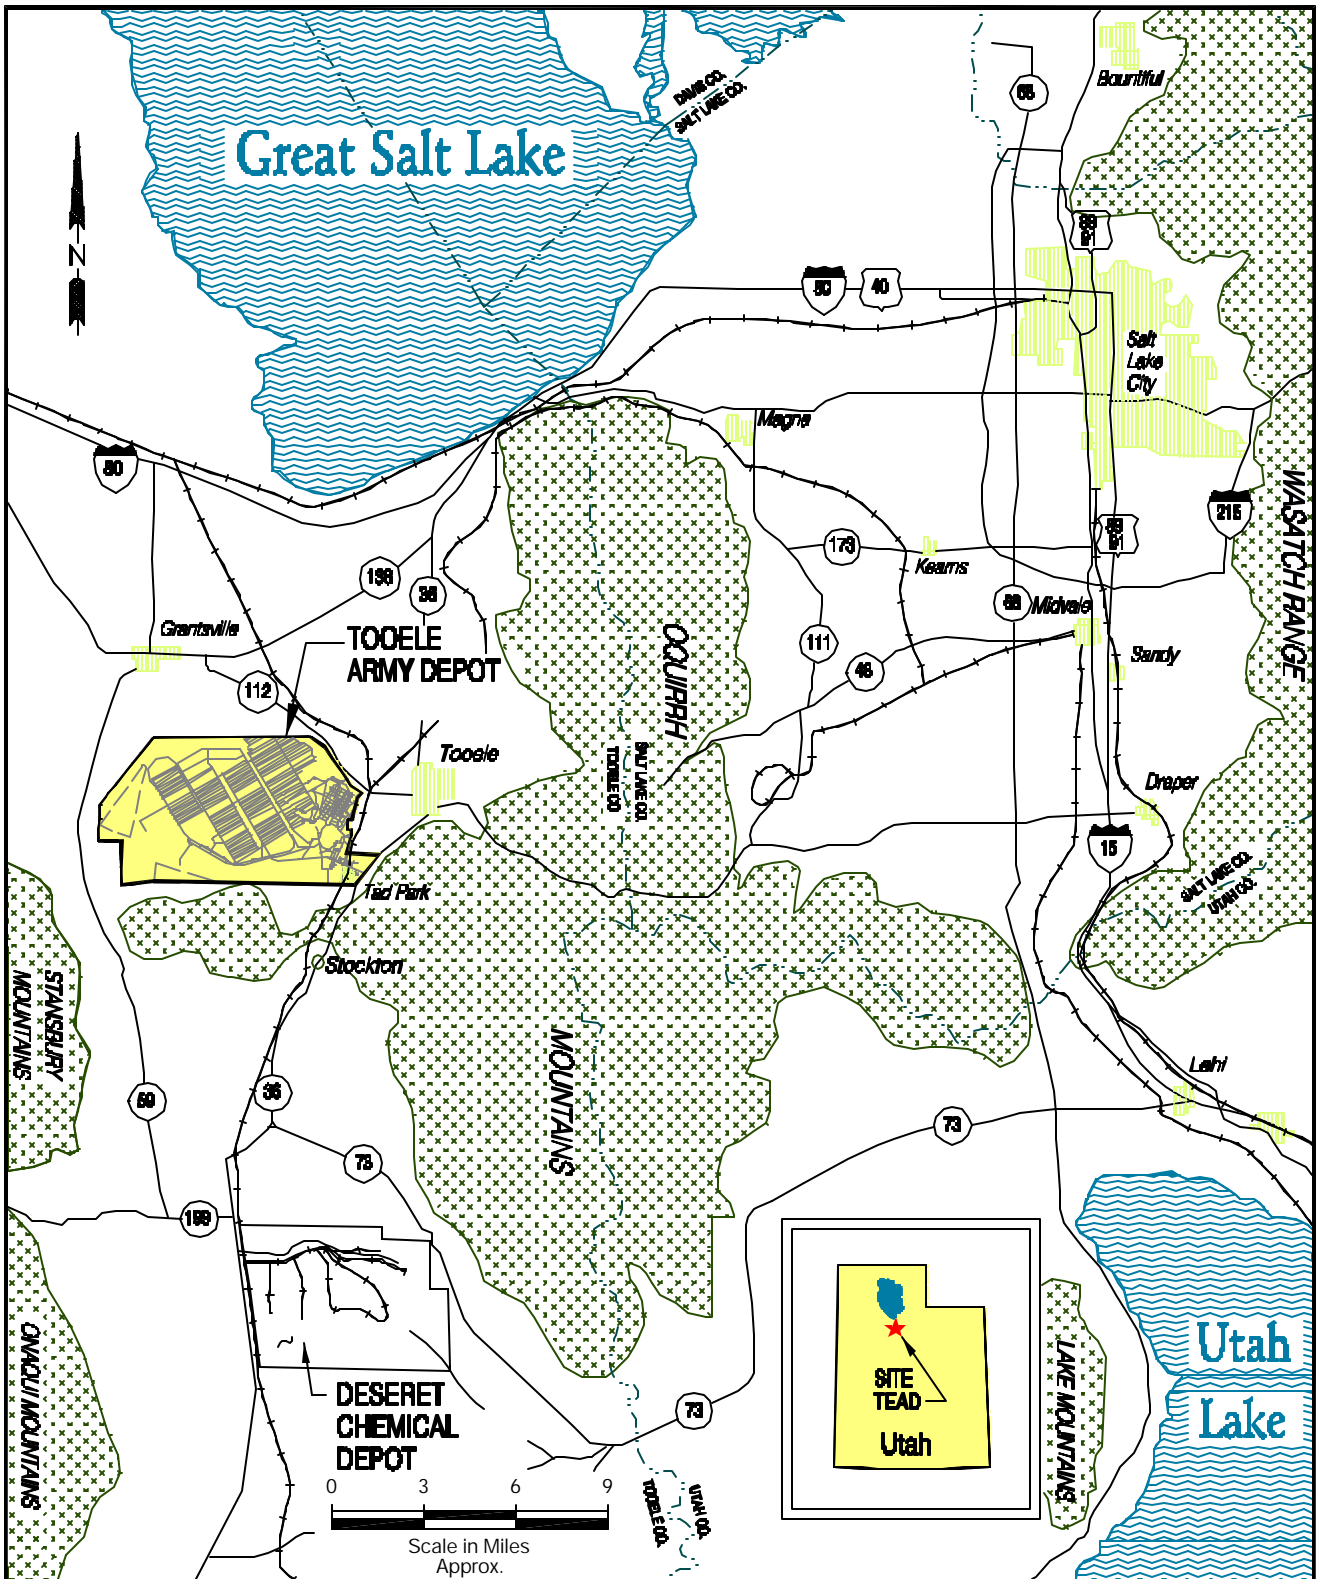 Great Salt Lake
DAVIS CO.
SALT LAKE CO.
68
Bountiful
N
89
80
40
Salt
Lake
City
Magna
80
WASATCH RANGE
215
173
Kearns
89
138
36
68
Midvale
Grantsville
TOOELE
ARMY DEPOT
OQUIRRH
111
48
Sandy
112
Tooele
SALT LAKE CO.
TOOELE CO.
Draper
15
SALT LAKE CO.
UTAH CO.
Tad Park
Stockton
STANSBURY
MOUNTAINS
MOUNTAINS
Lehi
36
73
73
199
DESERET
CHEMICAL
DEPOT
73
SITE
TEAD
Utah
LAKE MOUNTAINS
Utah
Lake
ONAQUI MOUNTAINS
0 3 6 9
Scale in Miles
Approx.
TOOELE CO.
UTAH CO.